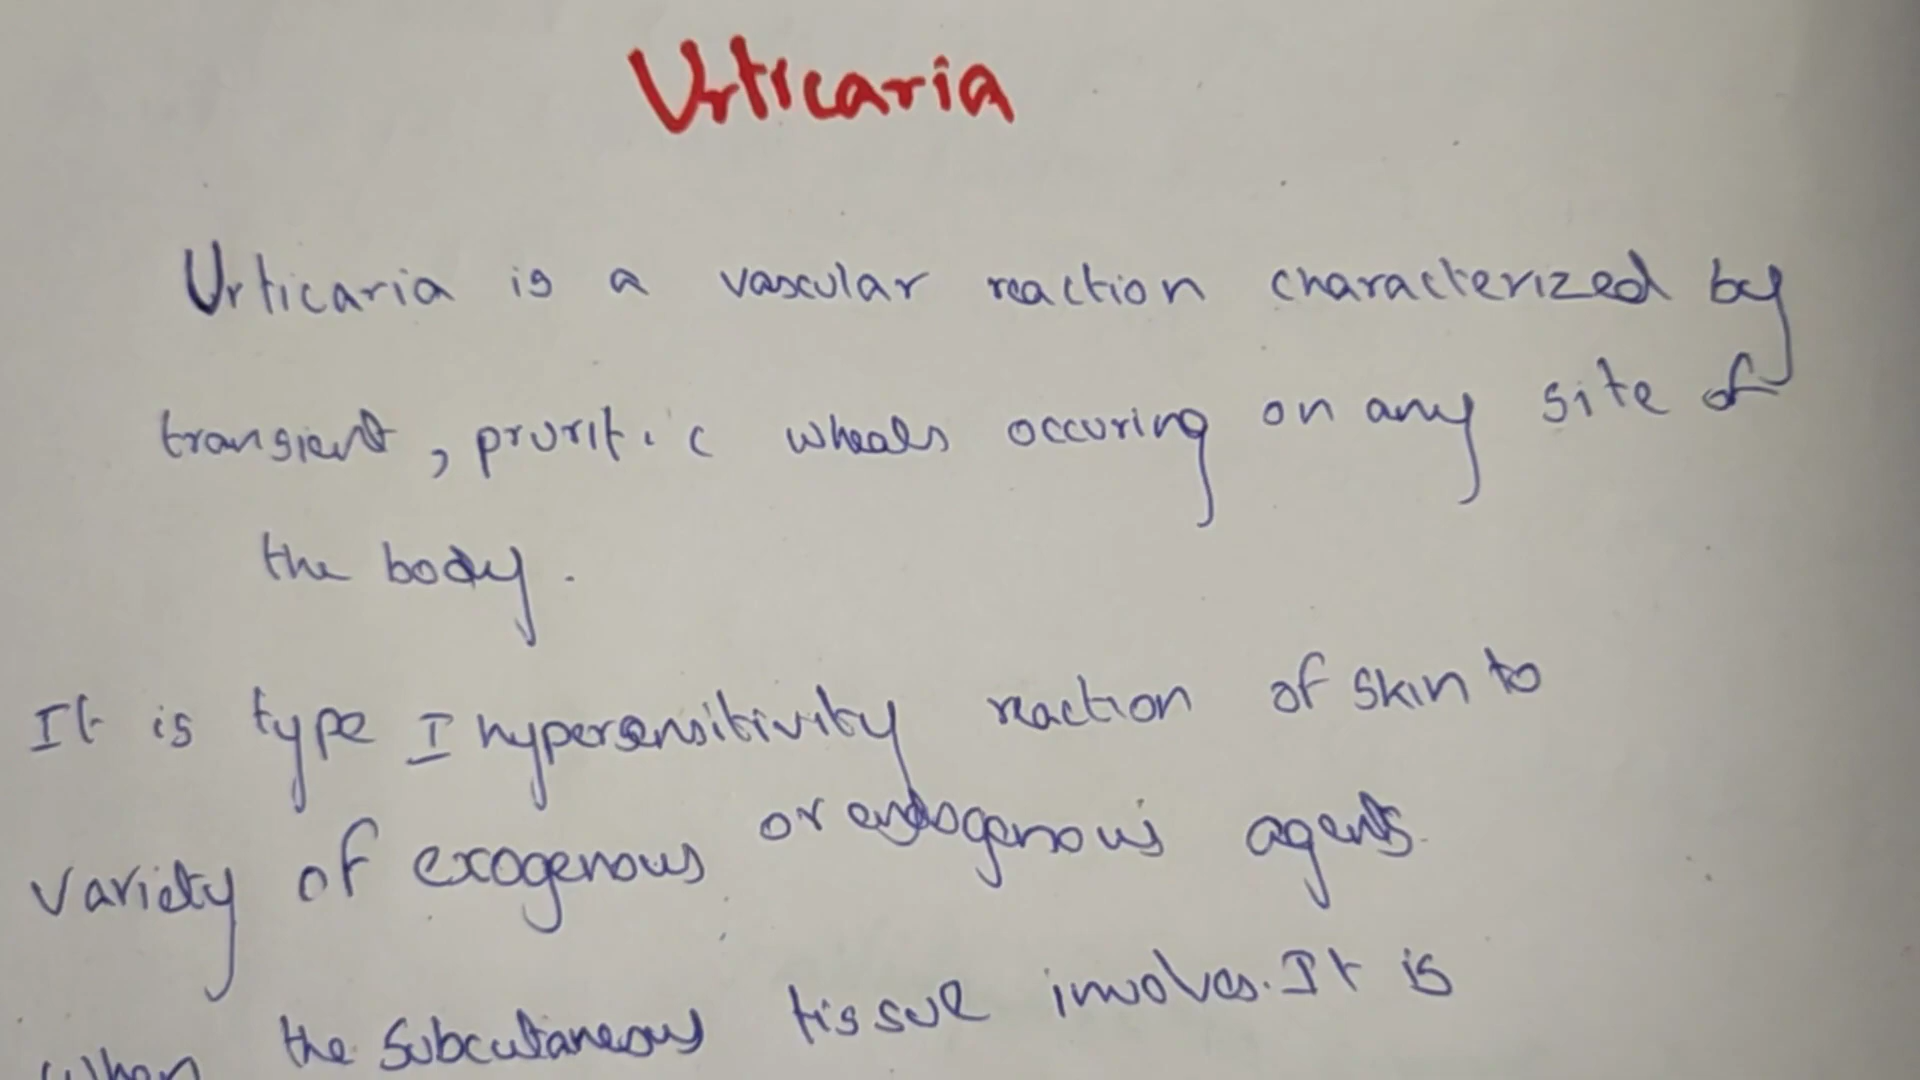 Urticaria
Urticaria is a vascular reaction characterized by
transient, pruritic wheals occuring on any site of
the body.
It is type I hypersensitivity reaction of skin to
variety of exogenous or endogenous agents.
When the subcutaneous tissue involves. It is